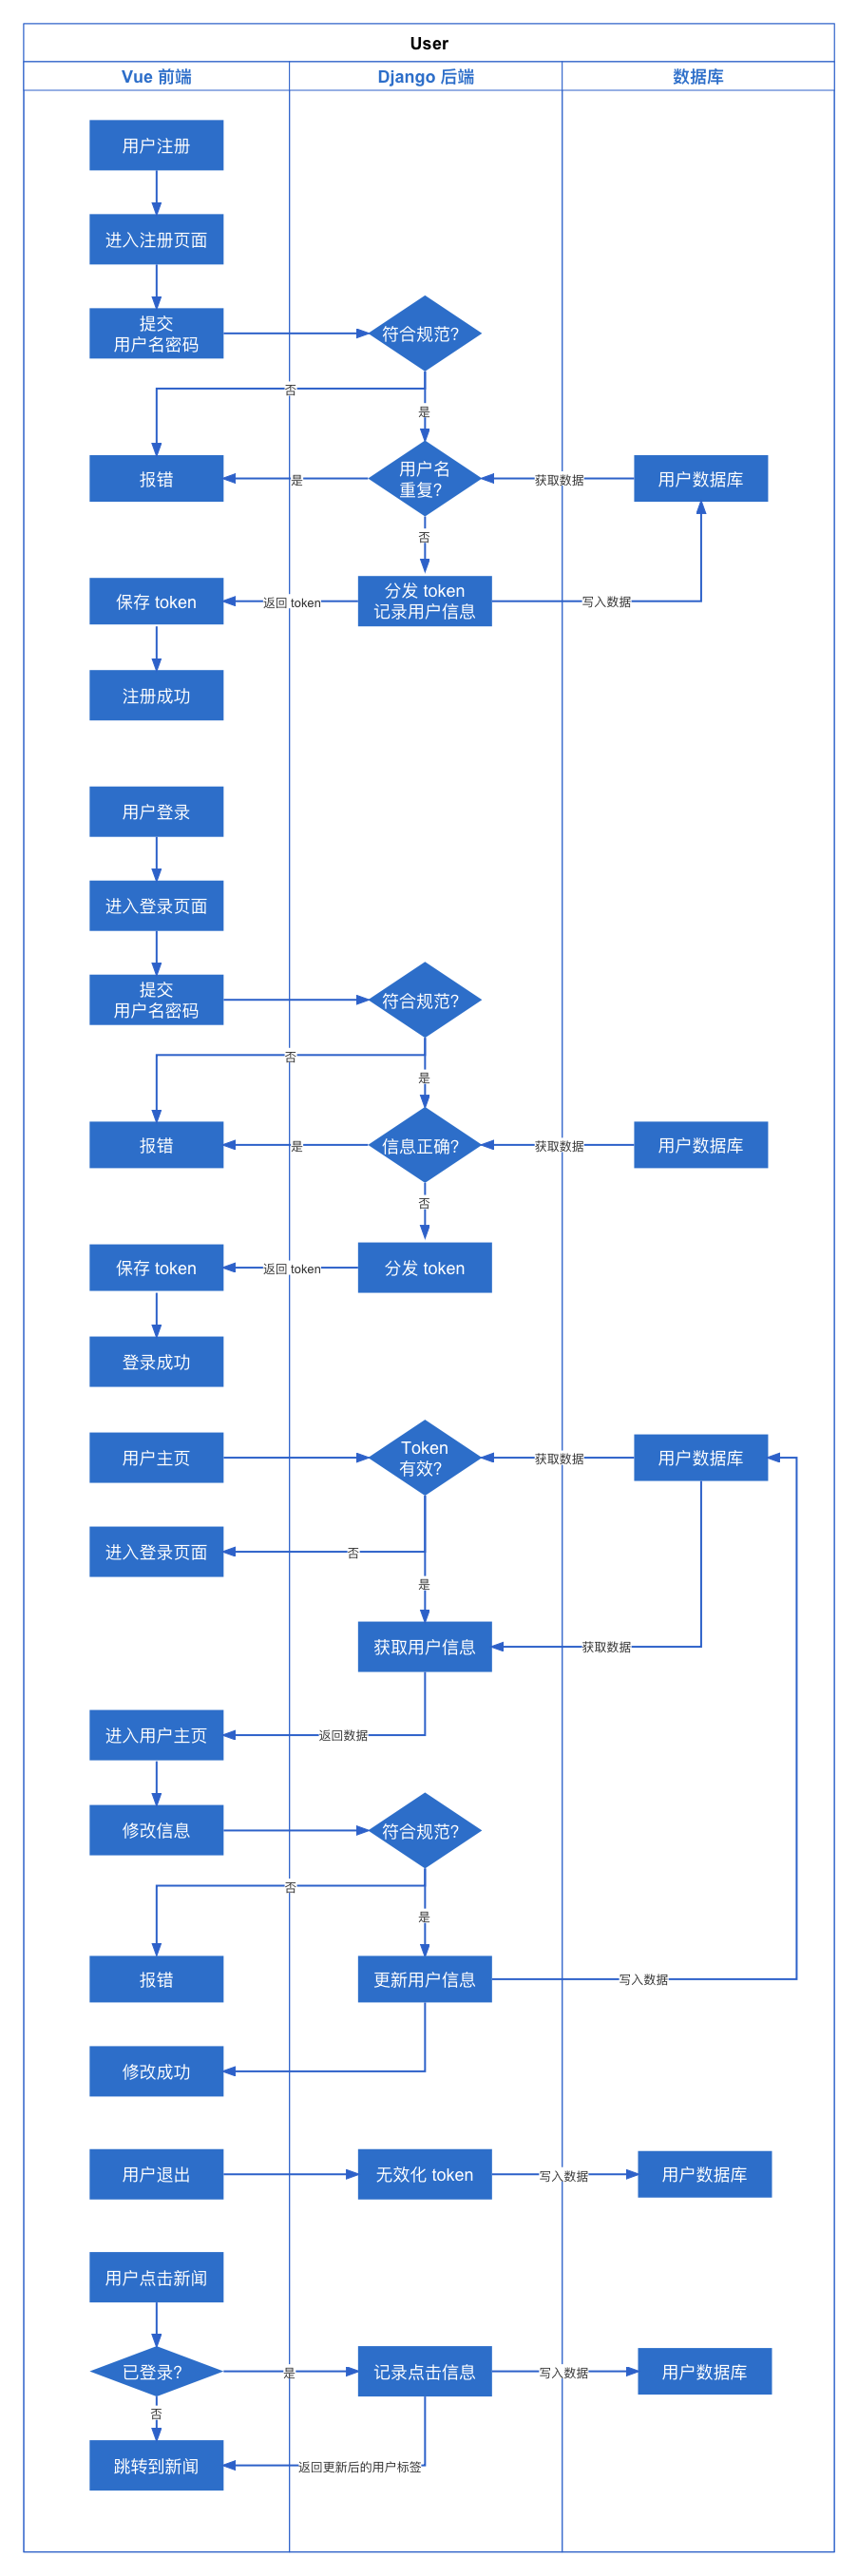 User
Vue 前端
Django 后端
数据库
用户注册
进入注册页面
提交
用户名密码
符合规范?
否
是
报错
是
用户名
重复?
获取数据
用户数据库
否
保存 token
返回 token
分发 token
记录用户信息
写入数据
注册成功
用户登录
进入登录页面
提交
用户名密码
符合规范?
否
是
报错
是
信息正确?
获取数据
用户数据库
否
保存 token
返回 token
分发 token
登录成功
用户主页
Token
有效?
获取数据
用户数据库
进入登录页面
否
是
获取用户信息
获取数据
进入用户主页
返回数据
修改信息
符合规范?
否
是
报错
更新用户信息
写入数据
修改成功
用户退出
无效化 token
写入数据
用户数据库
用户点击新闻
已登录?
是
记录点击信息
写入数据
用户数据库
否
跳转到新闻
返回更新后的用户标签